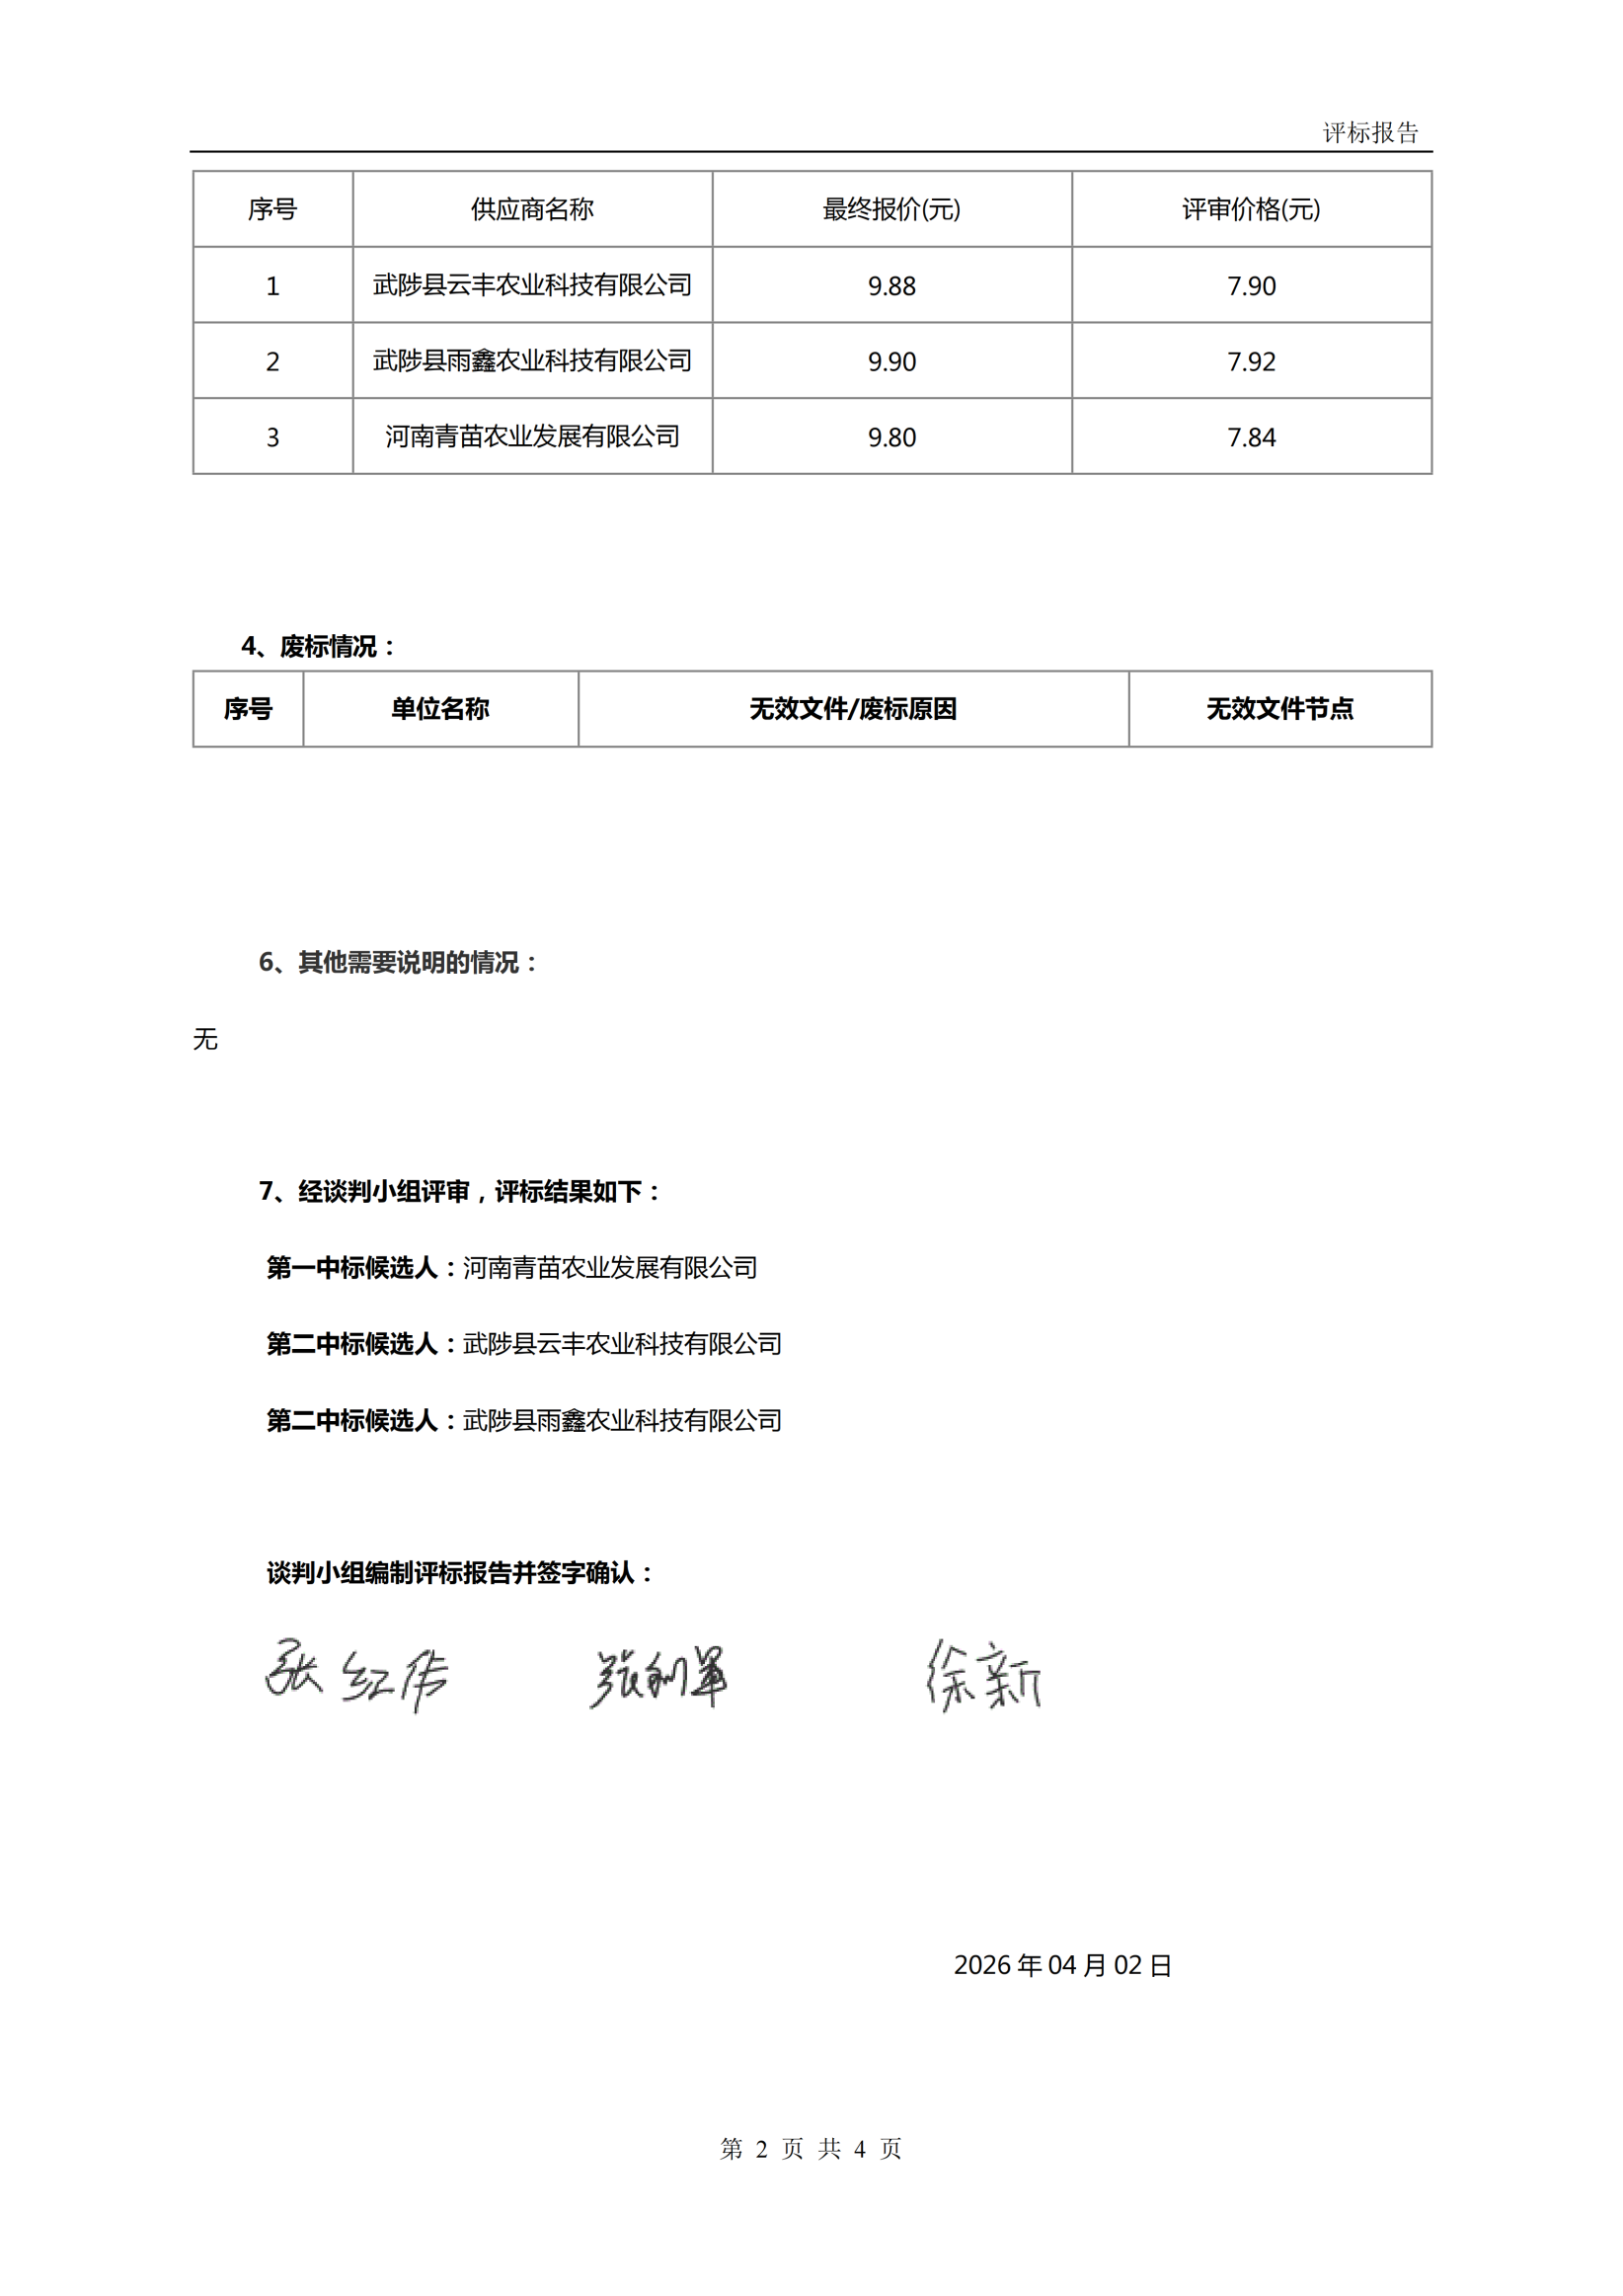 评标报告
序号 供应商名称 最终报价(元) 评审价格(元)
1 武陟县云丰农业科技有限公司 9.88 7.90
2 武陟县雨鑫农业科技有限公司 9.90 7.92
3 河南青苗农业发展有限公司 9.80 7.84
4、废标情况：
序号 单位名称 无效文件/废标原因 无效文件节点
6、其他需要说明的情况：
无
7、经谈判小组评审，评标结果如下：
第一中标候选人：河南青苗农业发展有限公司
第二中标候选人：武陟县云丰农业科技有限公司
第二中标候选人：武陟县雨鑫农业科技有限公司
谈判小组编制评标报告并签字确认：
张红伟 张利军 徐新
2026 年 04 月 02 日
第 2 页 共 4 页